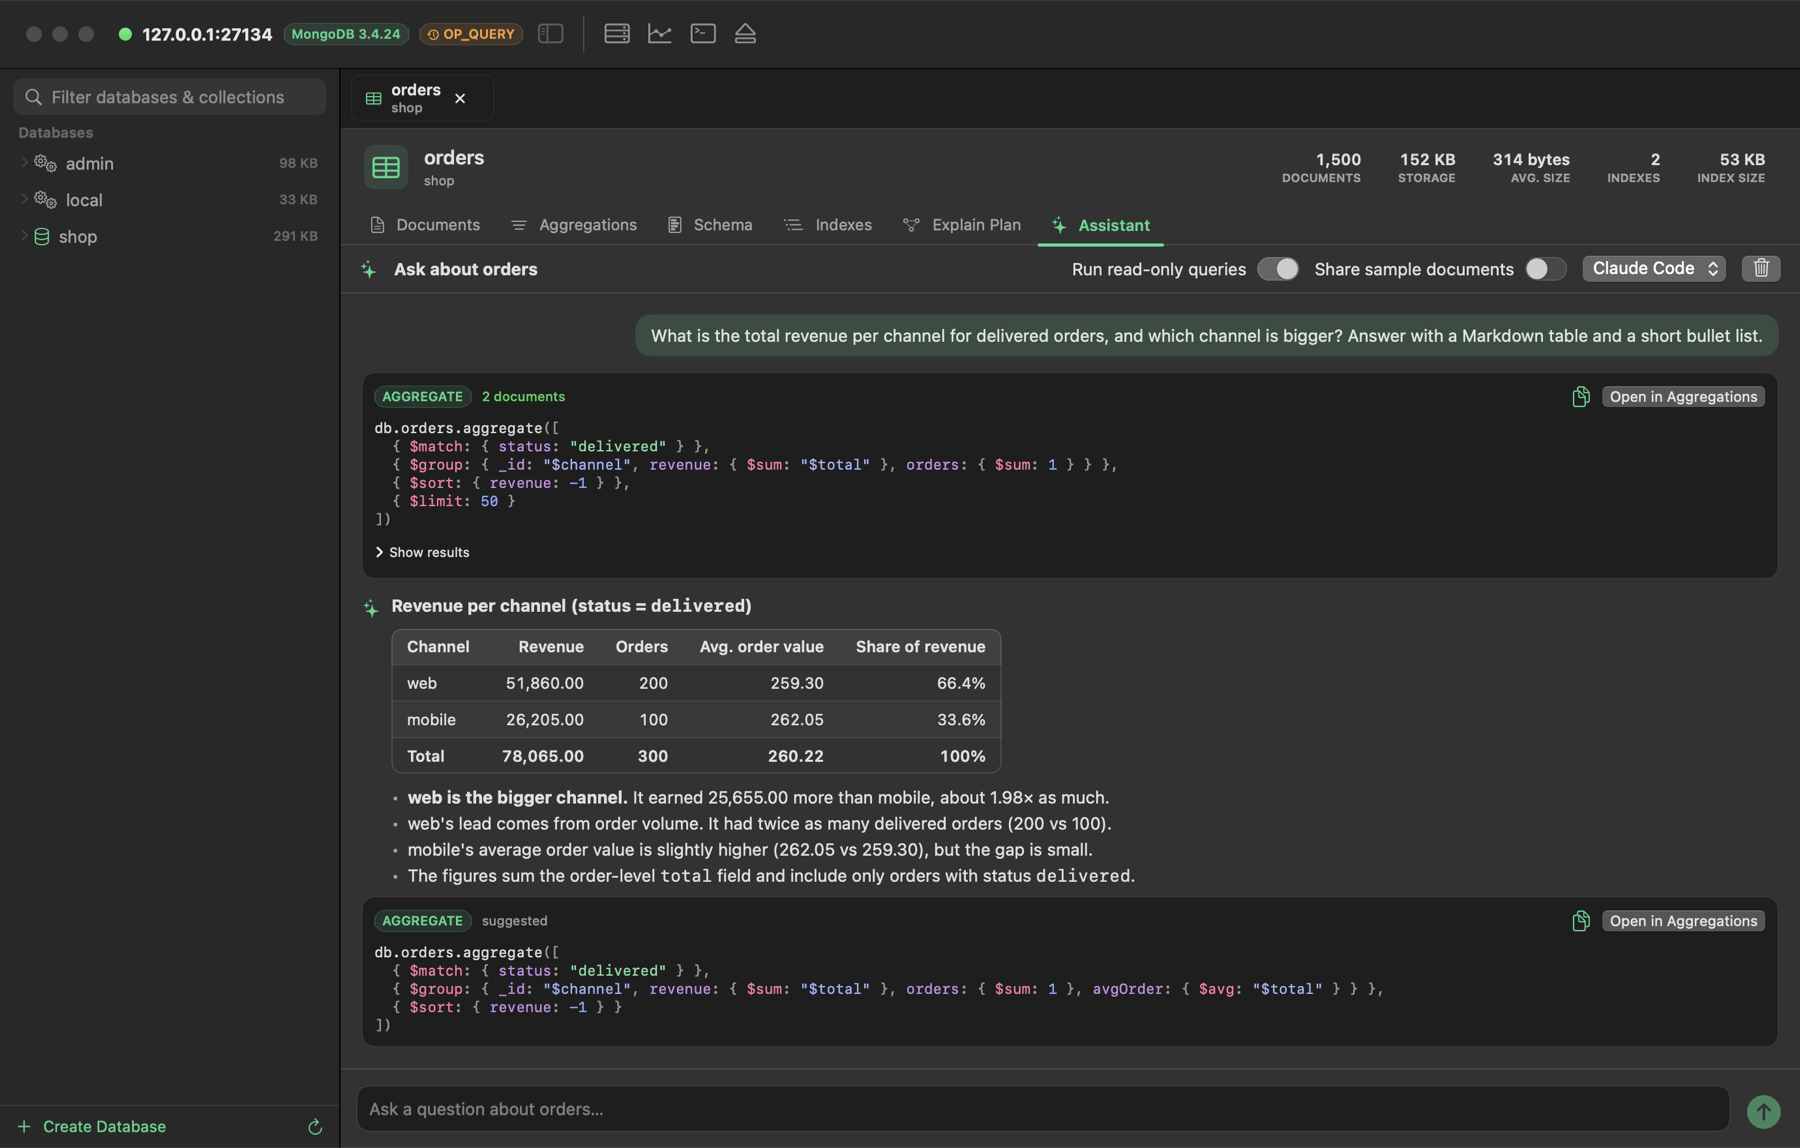 127.0.0.1:27134 MongoDB 3.4.24 OP_QUERY
Filter databases & collections
Databases
admin 98 KB
local 33 KB
shop 291 KB
Create Database
orders
shop
orders
shop
1,500 152 KB 314 bytes 2 53 KB
DOCUMENTS STORAGE AVG. SIZE INDEXES INDEX SIZE
Documents Aggregations Schema Indexes Explain Plan Assistant
Ask about orders Run read-only queries Share sample documents Claude Code
What is the total revenue per channel for delivered orders, and which channel is bigger? Answer with a Markdown table and a short bullet list.
AGGREGATE 2 documents Open in Aggregations
db.orders.aggregate([
  { $match: { status: "delivered" } },
  { $group: { _id: "$channel", revenue: { $sum: "$total" }, orders: { $sum: 1 } } },
  { $sort: { revenue: -1 } },
  { $limit: 50 }
])
Show results
Revenue per channel (status = delivered)
Channel Revenue Orders Avg. order value Share of revenue
web 51,860.00 200 259.30 66.4%
mobile 26,205.00 100 262.05 33.6%
Total 78,065.00 300 260.22 100%
• web is the bigger channel. It earned 25,655.00 more than mobile, about 1.98× as much.
• web's lead comes from order volume. It had twice as many delivered orders (200 vs 100).
• mobile's average order value is slightly higher (262.05 vs 259.30), but the gap is small.
• The figures sum the order-level total field and include only orders with status delivered.
AGGREGATE suggested Open in Aggregations
db.orders.aggregate([
  { $match: { status: "delivered" } },
  { $group: { _id: "$channel", revenue: { $sum: "$total" }, orders: { $sum: 1 }, avgOrder: { $avg: "$total" } } },
  { $sort: { revenue: -1 } }
])
Ask a question about orders...